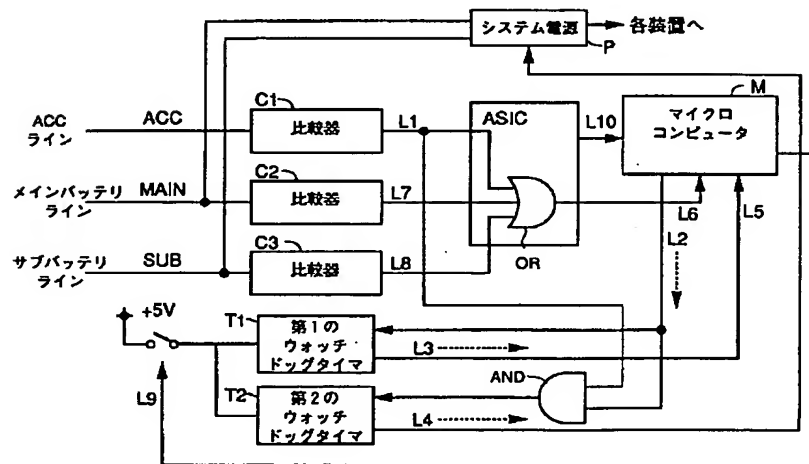 システム電源
各装置へ
P
M
C1
ACC
ライン
ACC
比較器
L1
ASIC
L10
マイクロ
コンピュータ
C2
メインバッテリ
ライン
MAIN
比較器
L7
L6
L5
C3
OR
L2
サブバッテリ
ライン
SUB
比較器
L8
+5V
T1
第1の
ウォッチ
ドッグタイマ
L3
AND
L9
T2
第2の
ウォッチ
ドッグタイマ
L4